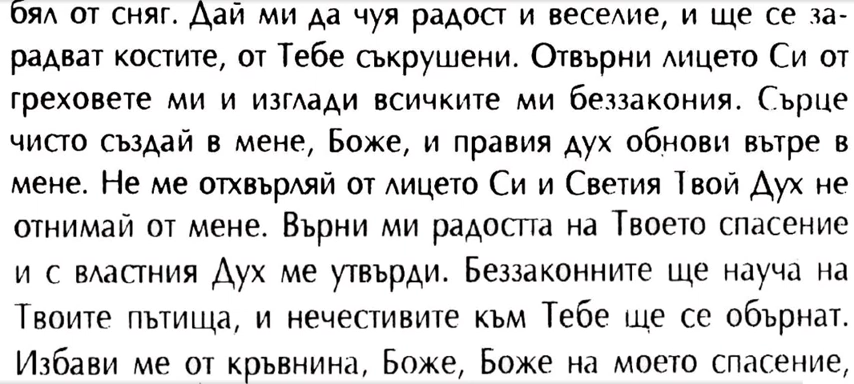 бял от сняг. Дай ми да чуя радост и веселие, и ще се за-
радват костите, от Тебе съкрушени. Отвърни лицето Си от
греховете ми и изглади всичките ми беззакония. Сърце
чисто създай в мене, Боже, и правия дух обнови вътре в
мене. Не ме отхвърляй от лицето Си и Светия Твой Дух не
отнимай от мене. Върни ми радостта на Твоето спасение
и с властния Дух ме утвърди. Беззаконните ще науча на
Твоите пътища, и нечестивите към Тебе ще се обърнат.
Избави ме от кръвнина, Боже, Боже на моето спасение,